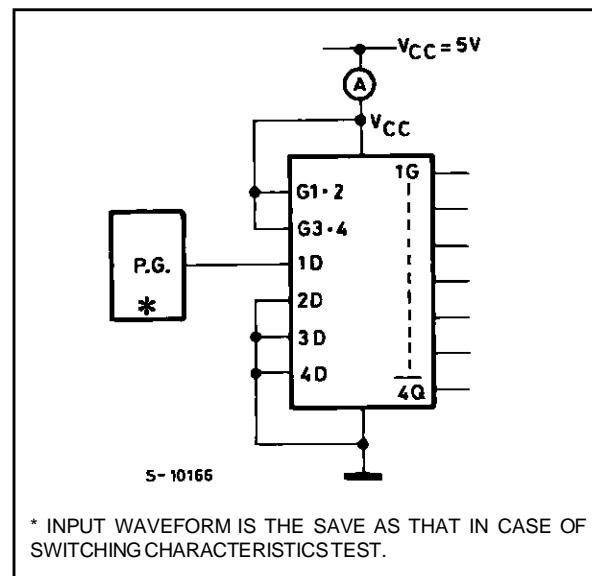 VCC = 5V
A
VCC
1G
G1·2
G3·4
P.G.
*
1D
2D
3D
4D
4Q
S-10166
* INPUT WAVEFORM IS THE SAVE AS THAT IN CASE OF
SWITCHING CHARACTERISTICS TEST.